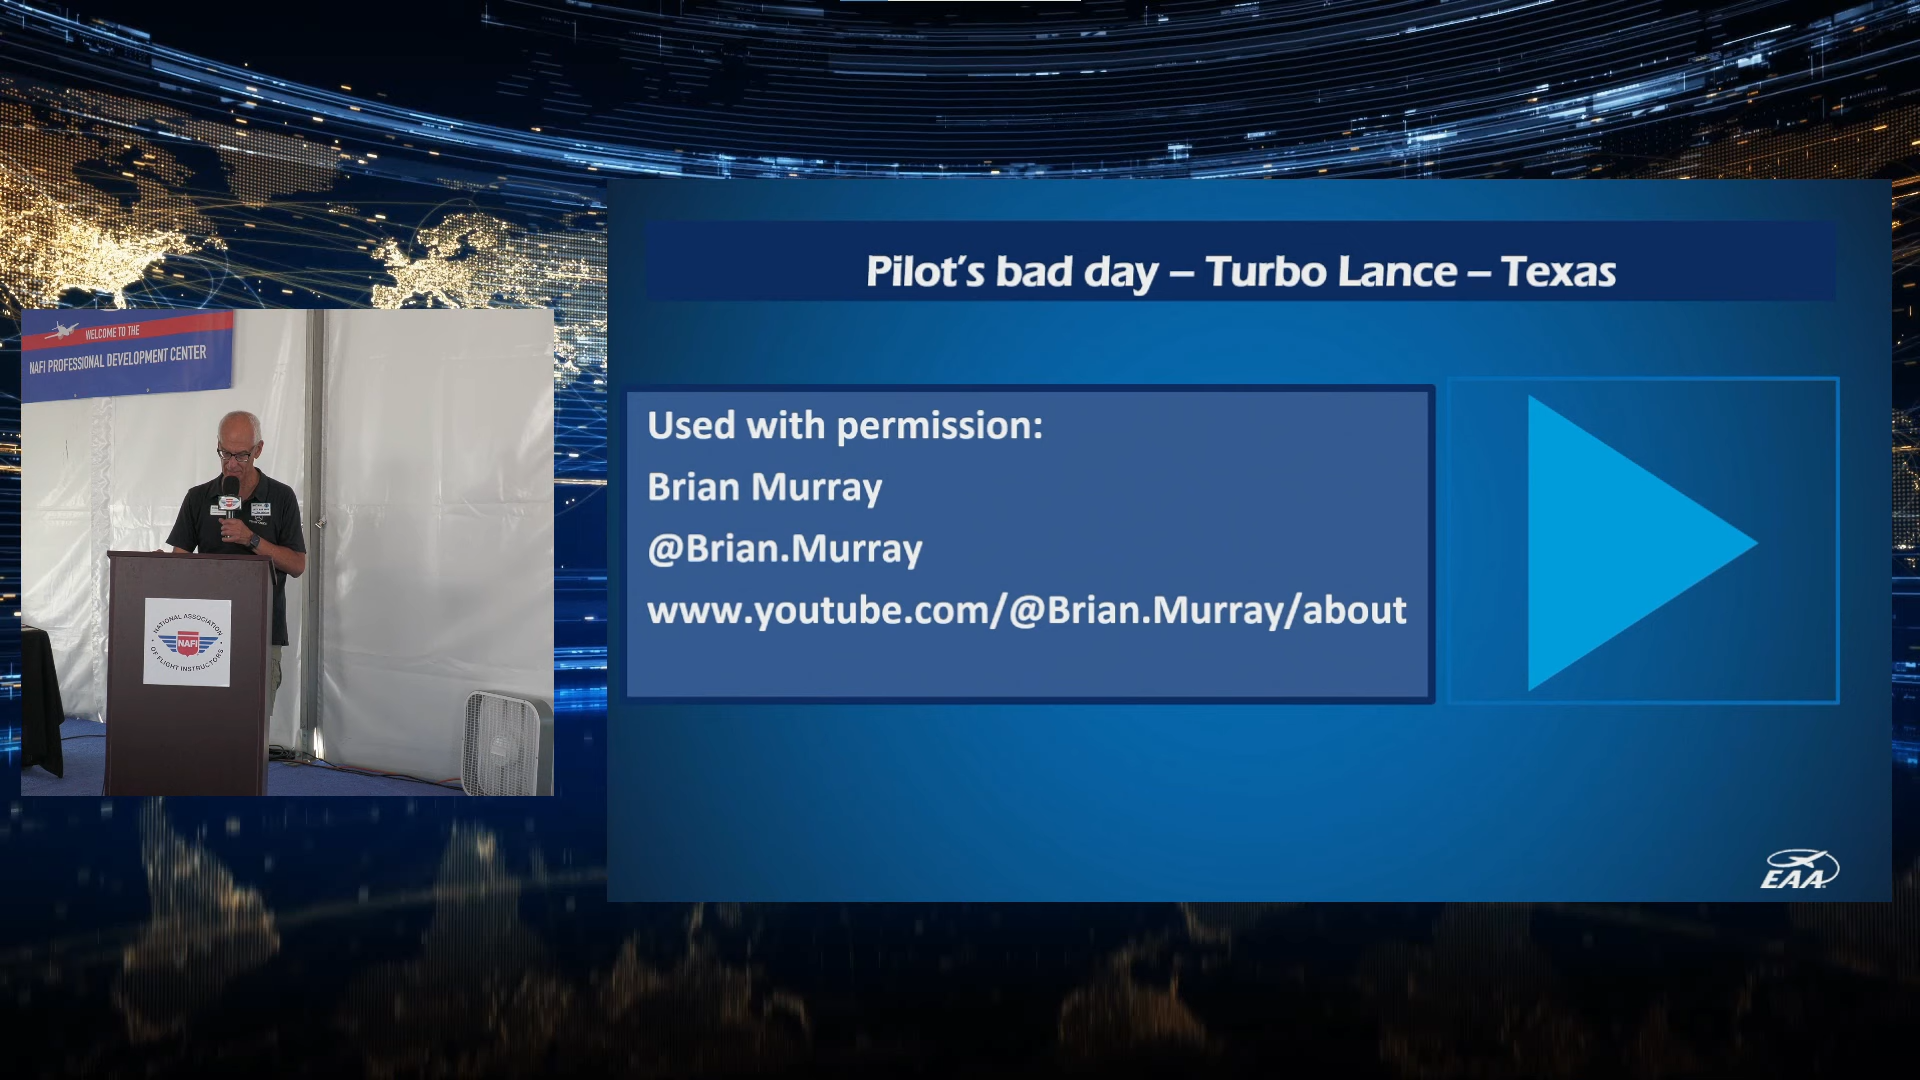 WELCOME TO THE
NAFI PROFESSIONAL DEVELOPMENT CENTER
NATIONAL ASSOCIATION
NAFI
OF FLIGHT INSTRUCTORS
Pilot's bad day – Turbo Lance – Texas
Used with permission:
Brian Murray
@Brian.Murray
www.youtube.com/@Brian.Murray/about
EAA